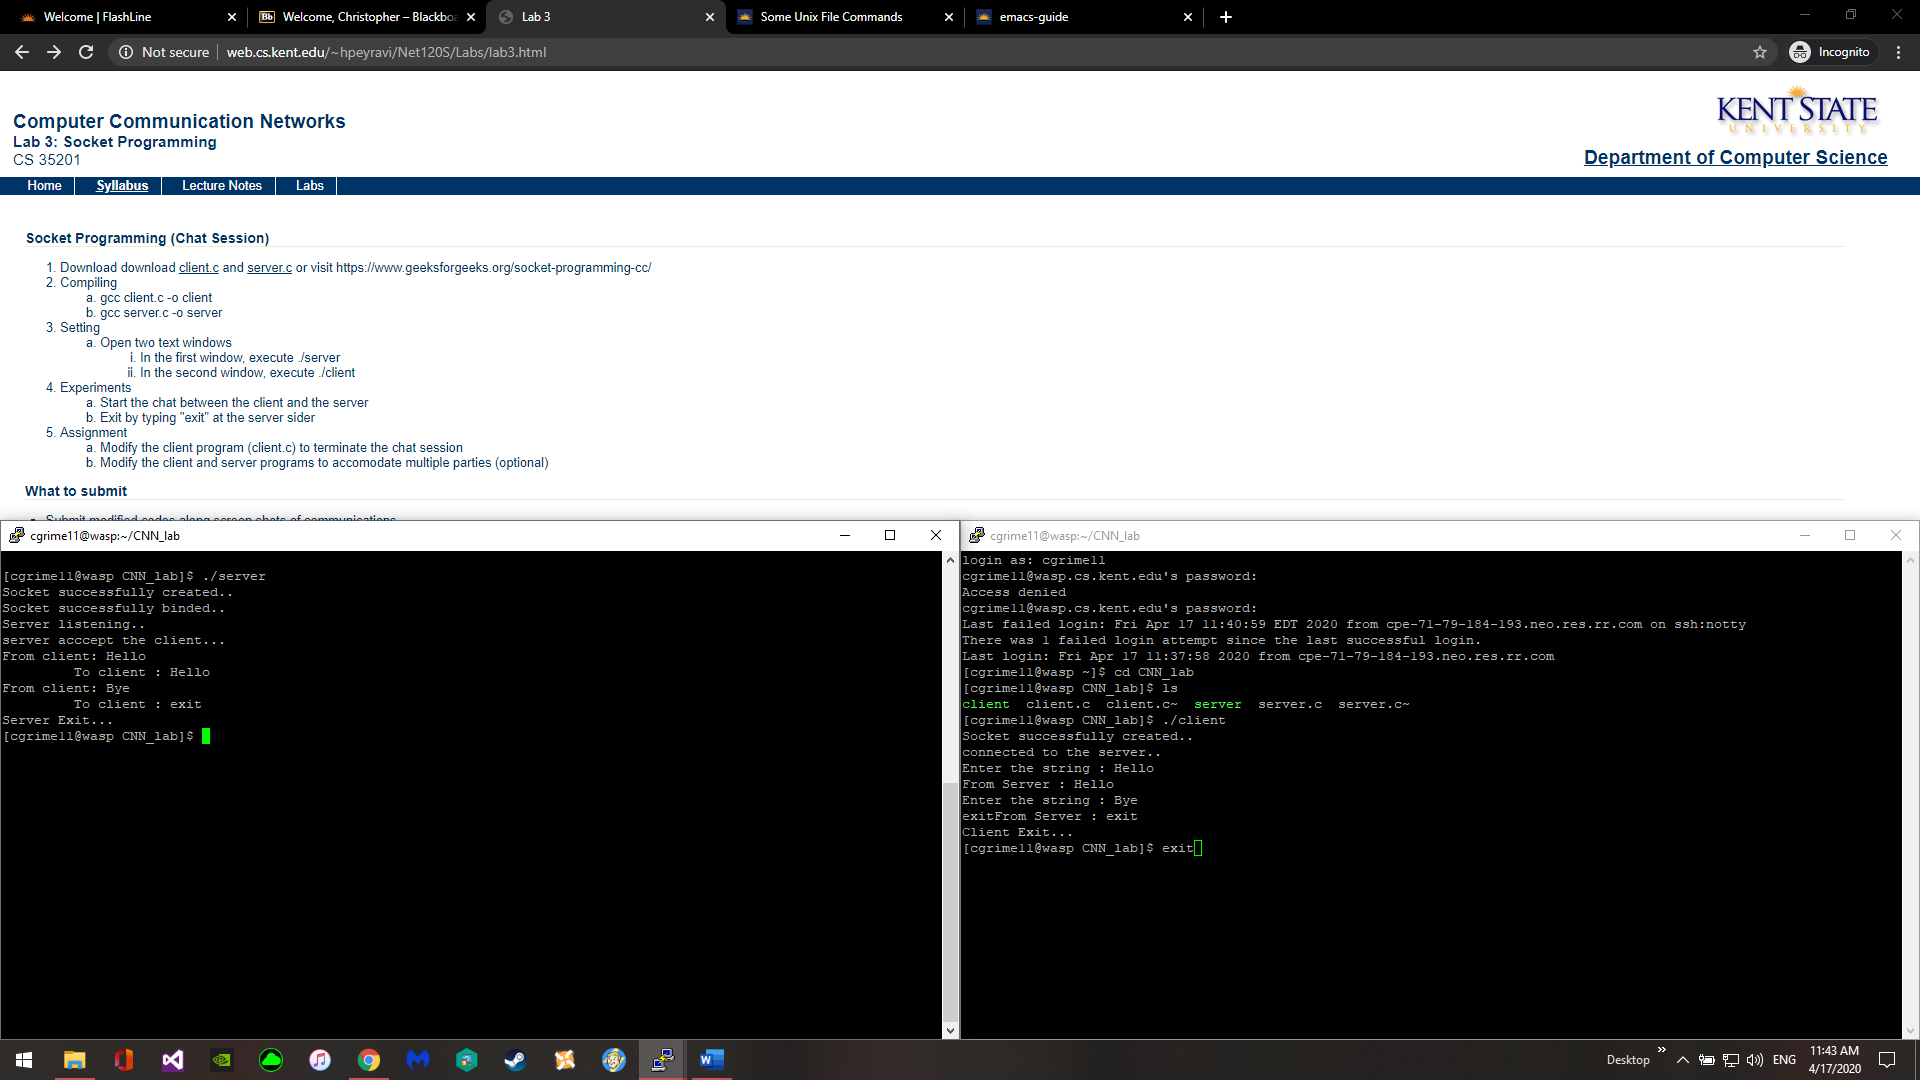 Welcome | FlashLine
Welcome, Christopher – Blackboa
Lab 3
Some Unix File Commands
emacs-guide
Not secure
web.cs.kent.edu/~hpeyravi/Net120S/Labs/lab3.html
Incognito
KENT STATE
UNIVERSITY
Computer Communication Networks
Lab 3: Socket Programming
CS 35201
Department of Computer Science
Home Syllabus Lecture Notes Labs
Socket Programming (Chat Session)
1. Download download client.c and server.c or visit https://www.geeksforgeeks.org/socket-programming-cc/
2. Compiling
a. gcc client.c -o client
b. gcc server.c -o server
3. Setting
a. Open two text windows
i. In the first window, execute ./server
ii. In the second window, execute ./client
4. Experiments
a. Start the chat between the client and the server
b. Exit by typing "exit" at the server sider
5. Assignment
a. Modify the client program (client.c) to terminate the chat session
b. Modify the client and server programs to accomodate multiple parties (optional)
What to submit
Submit modified codes along screen shots of communications
cgrime11@wasp:~/CNN_lab
[cgrime11@wasp CNN_lab]$ ./server
Socket successfully created..
Socket successfully binded..
Server listening..
server acccept the client...
From client: Hello
To client : Hello
From client: Bye
To client : exit
Server Exit...
[cgrime11@wasp CNN_lab]$
cgrime11@wasp:~/CNN_lab
login as: cgrime11
cgrime11@wasp.cs.kent.edu's password:
Access denied
cgrime11@wasp.cs.kent.edu's password:
Last failed login: Fri Apr 17 11:40:59 EDT 2020 from cpe-71-79-184-193.neo.res.rr.com on ssh:notty
There was 1 failed login attempt since the last successful login.
Last login: Fri Apr 17 11:37:58 2020 from cpe-71-79-184-193.neo.res.rr.com
[cgrime11@wasp ~]$ cd CNN_lab
[cgrime11@wasp CNN_lab]$ ls
client client.c client.c~ server server.c server.c~
[cgrime11@wasp CNN_lab]$ ./client
Socket successfully created..
connected to the server..
Enter the string : Hello
From Server : Hello
Enter the string : Bye
exitFrom Server : exit
Client Exit...
[cgrime11@wasp CNN_lab]$ exit
Desktop
ENG
11:43 AM
4/17/2020